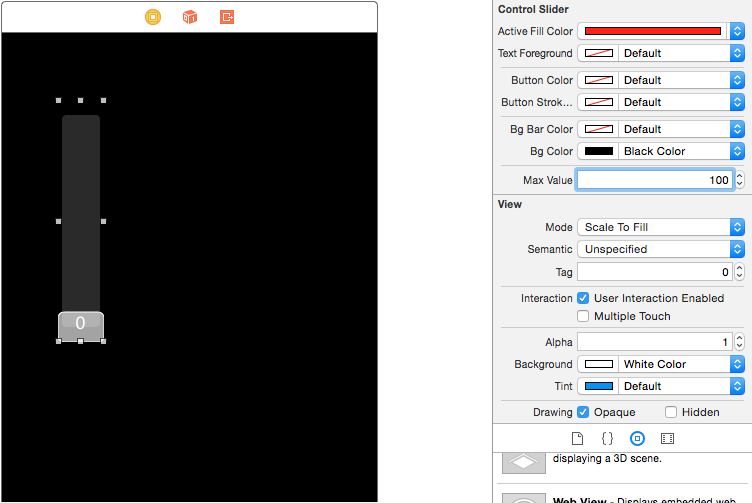 Control Slider
Active Fill Color
Text Foreground Default
Button Color Default
Button Strok... Default
Bg Bar Color Default
Bg Color Black Color
Max Value 100
View
Mode Scale To Fill
Semantic Unspecified
Tag 0
Interaction User Interaction Enabled
Multiple Touch
Alpha 1
Background White Color
Tint Default
Drawing Opaque Hidden
{}
displaying a 3D scene.
Web View - Displays embedded web
0